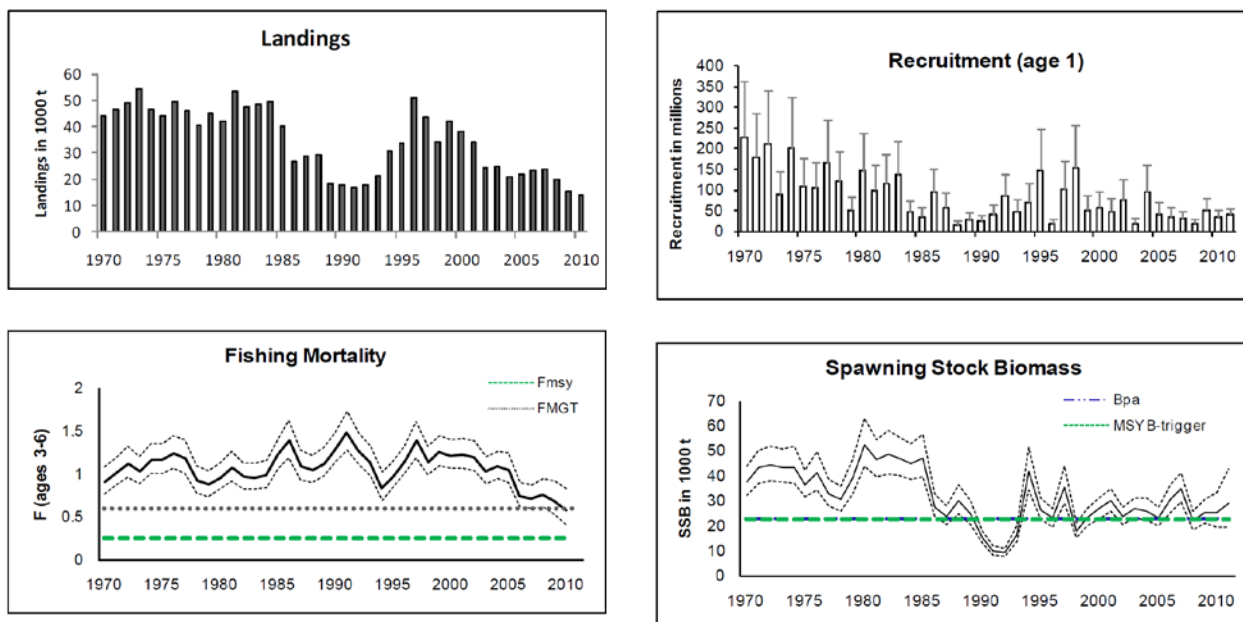 Landings
Landings in 1000 t
60
50
40
30
20
10
0
1970 1975 1980 1985 1990 1995 2000 2005 2010
Recruitment (age 1)
Recruitment in millions
400
350
300
250
200
150
100
50
0
1970 1975 1980 1985 1990 1995 2000 2005 2010
Fishing Mortality
F (ages 3-6)
2
1.5
1
0.5
0
Fmsy
FMGT
1970 1975 1980 1985 1990 1995 2000 2005 2010
Spawning Stock Biomass
SSB in 1000 t
70
60
50
40
30
20
10
0
Bpa
MSY B-trigger
1970 1975 1980 1985 1990 1995 2000 2005 2010